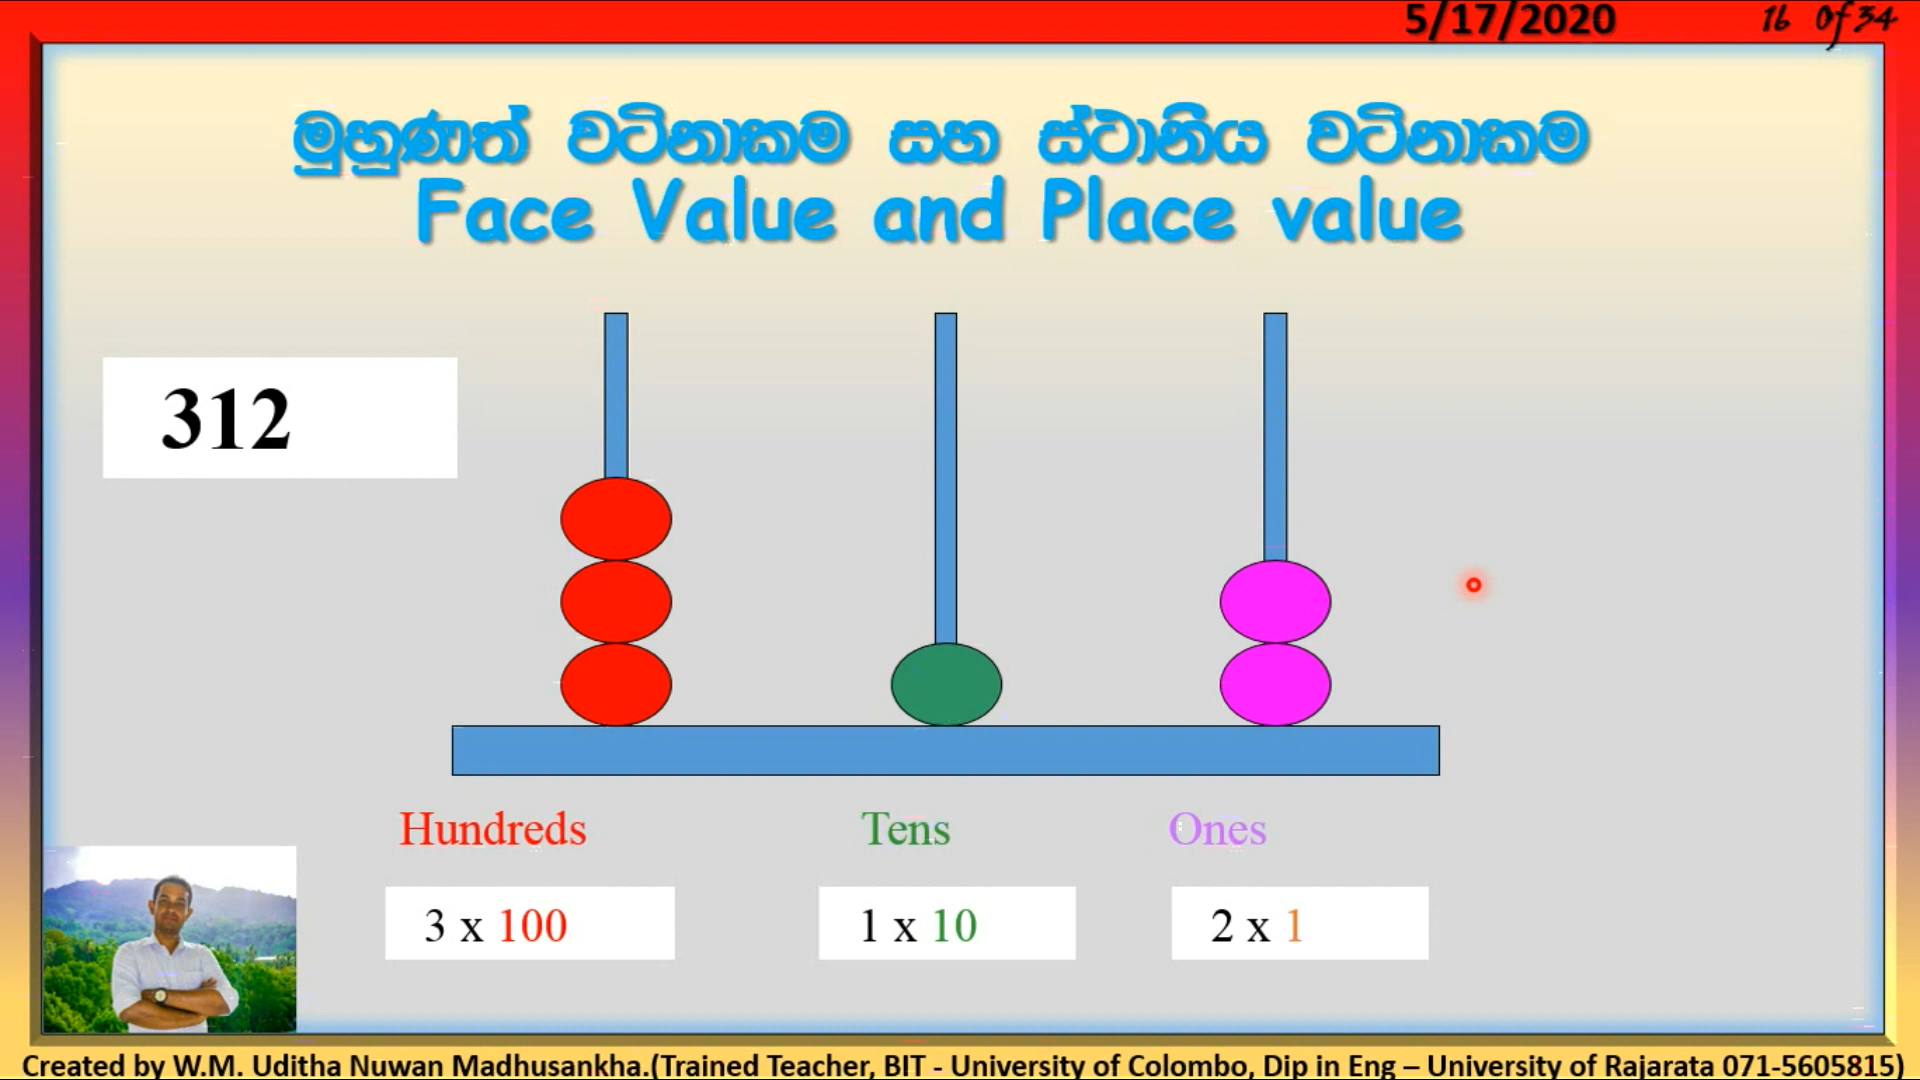 5/17/2020 16 of 34
මුහුණත් වටිනාකම සහ ස්ථානීය වටිනාකම
Face Value and Place value
312
Hundreds Tens Ones
3 x 100 1 x 10 2 x 1
Created by W.M. Uditha Nuwan Madhusankha.(Trained Teacher, BIT - University of Colombo, Dip in Eng – University of Rajarata 071-5605815)